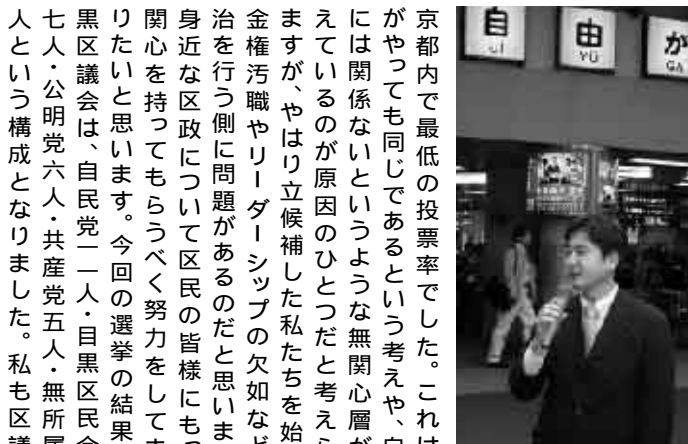 京都内で最低の投票率でした。これは
がやっても同じであるという考えや、自
には関係ないというような無関心層が
えているのが原因のひとつだと考えら
ますが、やはり立候補した私たちを始
金権汚職やリーダーシップの欠如など
治を行う側に問題があるのだと思いま
身近な区政について区民の皆様にもっ
関心を持ってもらうべく努力をしてま
りたいと思います。今回の選挙の結果
黒区議会は、自民党一一人・目黒区民会
七人・公明党六人・共産党五人・無所属
人という構成となりました。私も区議
自 由 が
JI YŪ GA